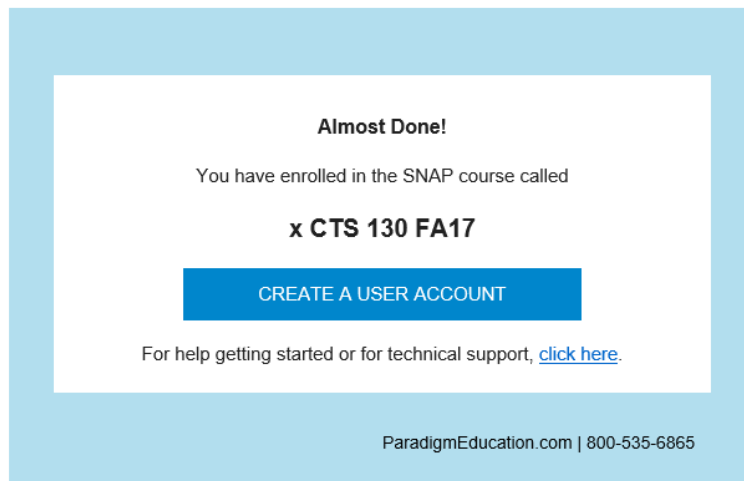 Almost Done!
You have enrolled in the SNAP course called
x CTS 130 FA17
CREATE A USER ACCOUNT
For help getting started or for technical support, click here.
ParadigmEducation.com | 800-535-6865